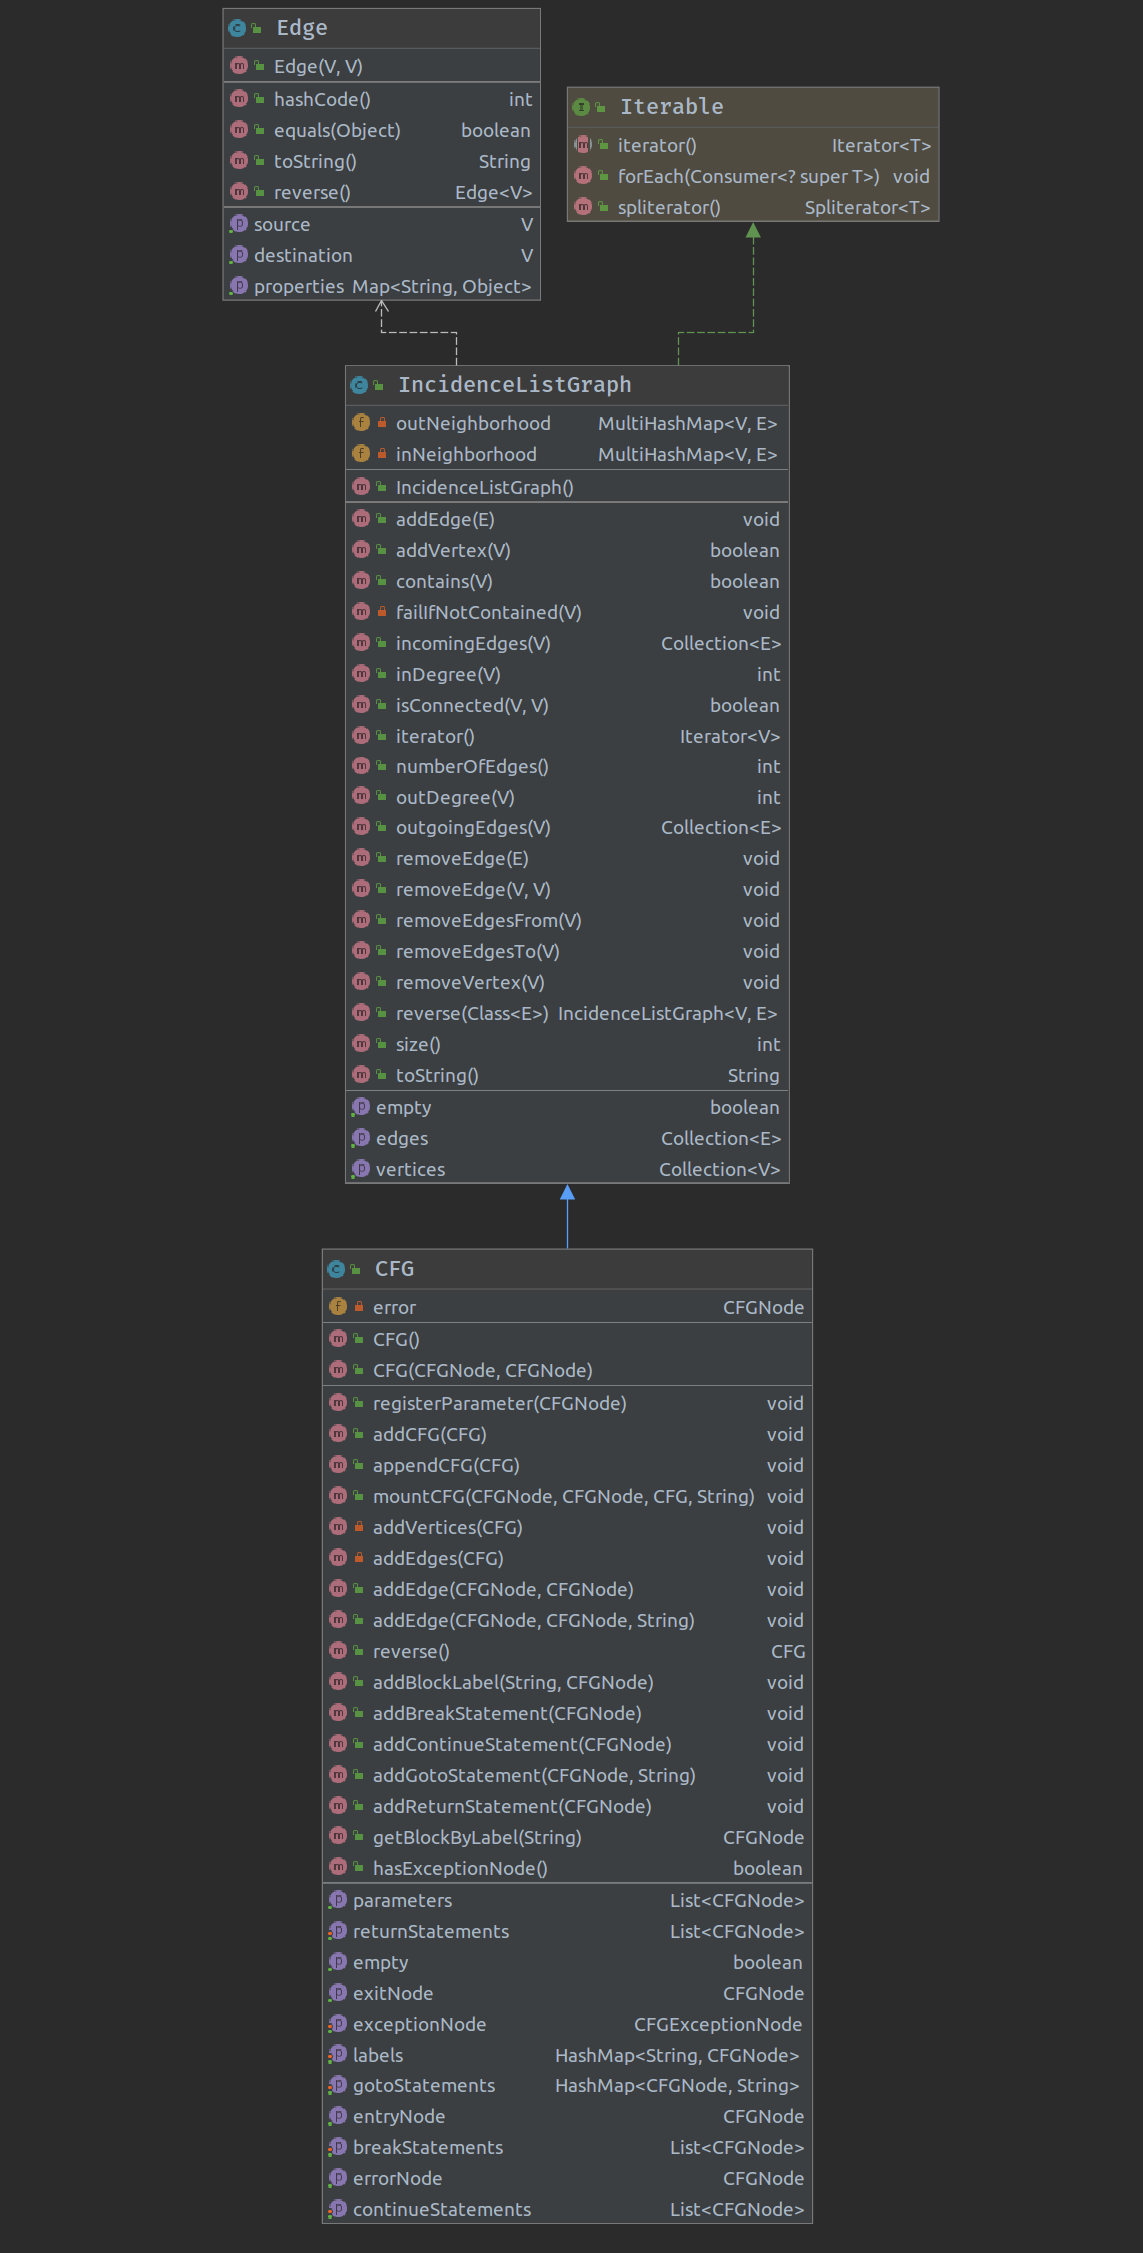 Edge
Edge(V, V)
hashCode() int
equals(Object) boolean
toString() String
reverse() Edge<V>
source V
destination V
properties Map<String, Object>
Iterable
iterator() Iterator<T>
forEach(Consumer<? super T>) void
spliterator() Spliterator<T>
IncidenceListGraph
outNeighborhood MultiHashMap<V, E>
inNeighborhood MultiHashMap<V, E>
IncidenceListGraph()
addEdge(E) void
addVertex(V) boolean
contains(V) boolean
failIfNotContained(V) void
incomingEdges(V) Collection<E>
inDegree(V) int
isConnected(V, V) boolean
iterator() Iterator<V>
numberOfEdges() int
outDegree(V) int
outgoingEdges(V) Collection<E>
removeEdge(E) void
removeEdge(V, V) void
removeEdgesFrom(V) void
removeEdgesTo(V) void
removeVertex(V) void
reverse(Class<E>) IncidenceListGraph<V, E>
size() int
toString() String
empty boolean
edges Collection<E>
vertices Collection<V>
CFG
error CFGNode
CFG()
CFG(CFGNode, CFGNode)
registerParameter(CFGNode) void
addCFG(CFG) void
appendCFG(CFG) void
mountCFG(CFGNode, CFGNode, CFG, String) void
addVertices(CFG) void
addEdges(CFG) void
addEdge(CFGNode, CFGNode) void
addEdge(CFGNode, CFGNode, String) void
reverse() CFG
addBlockLabel(String, CFGNode) void
addBreakStatement(CFGNode) void
addContinueStatement(CFGNode) void
addGotoStatement(CFGNode, String) void
addReturnStatement(CFGNode) void
getBlockByLabel(String) CFGNode
hasExceptionNode() boolean
parameters List<CFGNode>
returnStatements List<CFGNode>
empty boolean
exitNode CFGNode
exceptionNode CFGExceptionNode
labels HashMap<String, CFGNode>
gotoStatements HashMap<CFGNode, String>
entryNode CFGNode
breakStatements List<CFGNode>
errorNode CFGNode
continueStatements List<CFGNode>